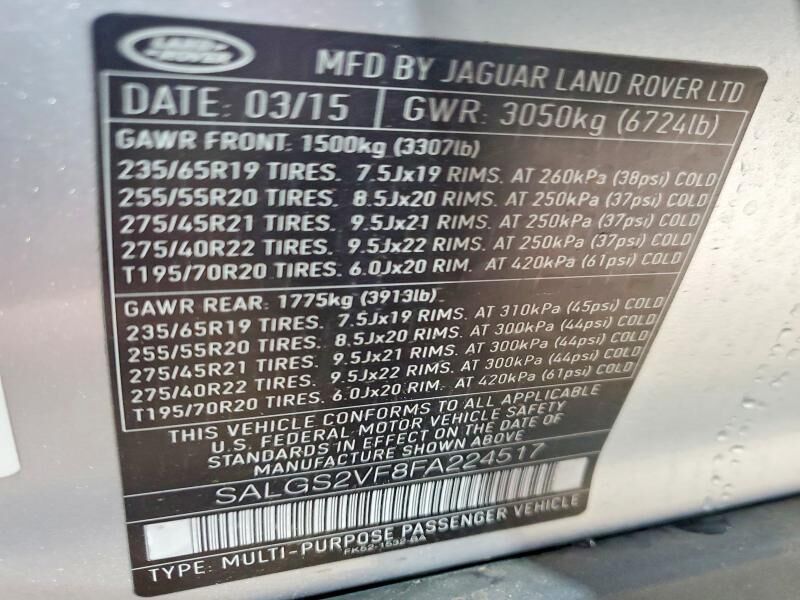 LAND ROVER
MFD BY JAGUAR LAND ROVER LTD
DATE: 03/15 GWR: 3050kg (6724lb)
GAWR FRONT: 1500kg (3307lb)
235/65R19 TIRES. 7.5Jx19 RIMS. AT 260kPa (38psi) COLD
255/55R20 TIRES. 8.5Jx20 RIMS. AT 250kPa (37psi) COLD
275/45R21 TIRES. 9.5Jx21 RIMS. AT 250kPa (37psi) COLD
275/40R22 TIRES. 9.5Jx22 RIMS. AT 250kPa (37psi) COLD
T195/70R20 TIRES. 6.0Jx20 RIM. AT 420kPa (61psi) COLD
GAWR REAR: 1775kg (3913lb)
235/65R19 TIRES. 7.5Jx19 RIMS. AT 310kPa (45psi) COLD
255/55R20 TIRES. 8.5Jx20 RIMS. AT 300kPa (44psi) COLD
275/45R21 TIRES. 9.5Jx21 RIMS. AT 300kPa (44psi) COLD
275/40R22 TIRES. 9.5Jx22 RIMS. AT 300kPa (44psi) COLD
T195/70R20 TIRES. 6.0Jx20 RIM. AT 420kPa (61psi) COLD
THIS VEHICLE CONFORMS TO ALL APPLICABLE
U.S. FEDERAL MOTOR VEHICLE SAFETY
STANDARDS IN EFFECT ON THE DATE OF
MANUFACTURE SHOWN ABOVE
SALGS2VF8FA224517
TYPE: MULTI-PURPOSE PASSENGER VEHICLE
FK52-1532-BA